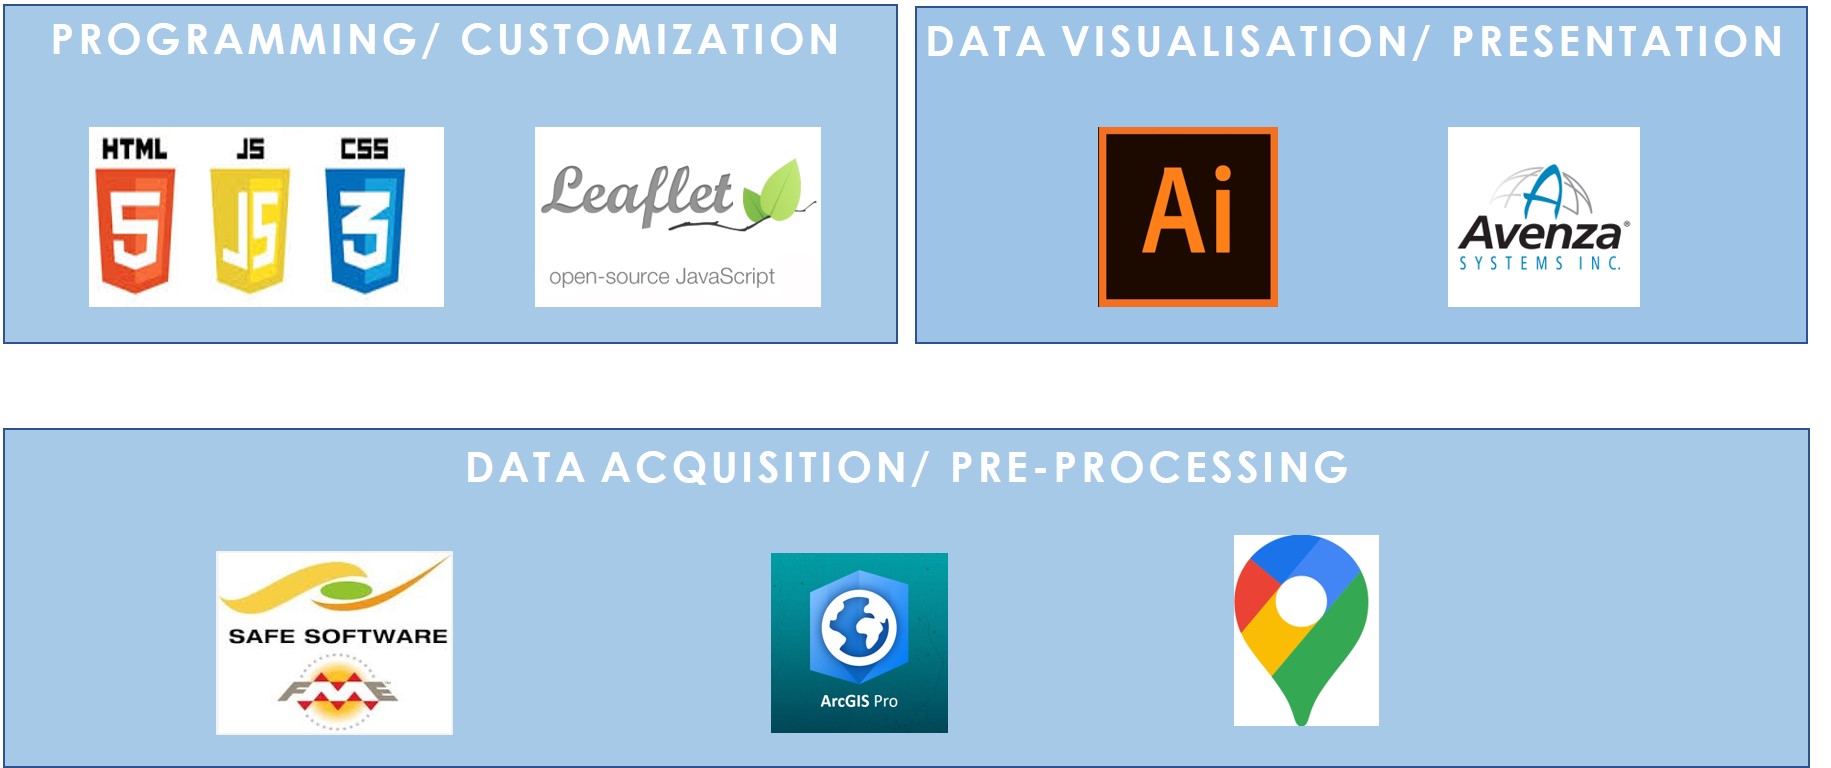 PROGRAMMING/ CUSTOMIZATION
HTML JS CSS
5 JS 3
Leaflet
open-source JavaScript
DATA VISUALISATION/ PRESENTATION
Ai
A
Avenza®
SYSTEMS INC.
DATA ACQUISITION/ PRE-PROCESSING
SAFE SOFTWARE
FME™
ArcGIS Pro